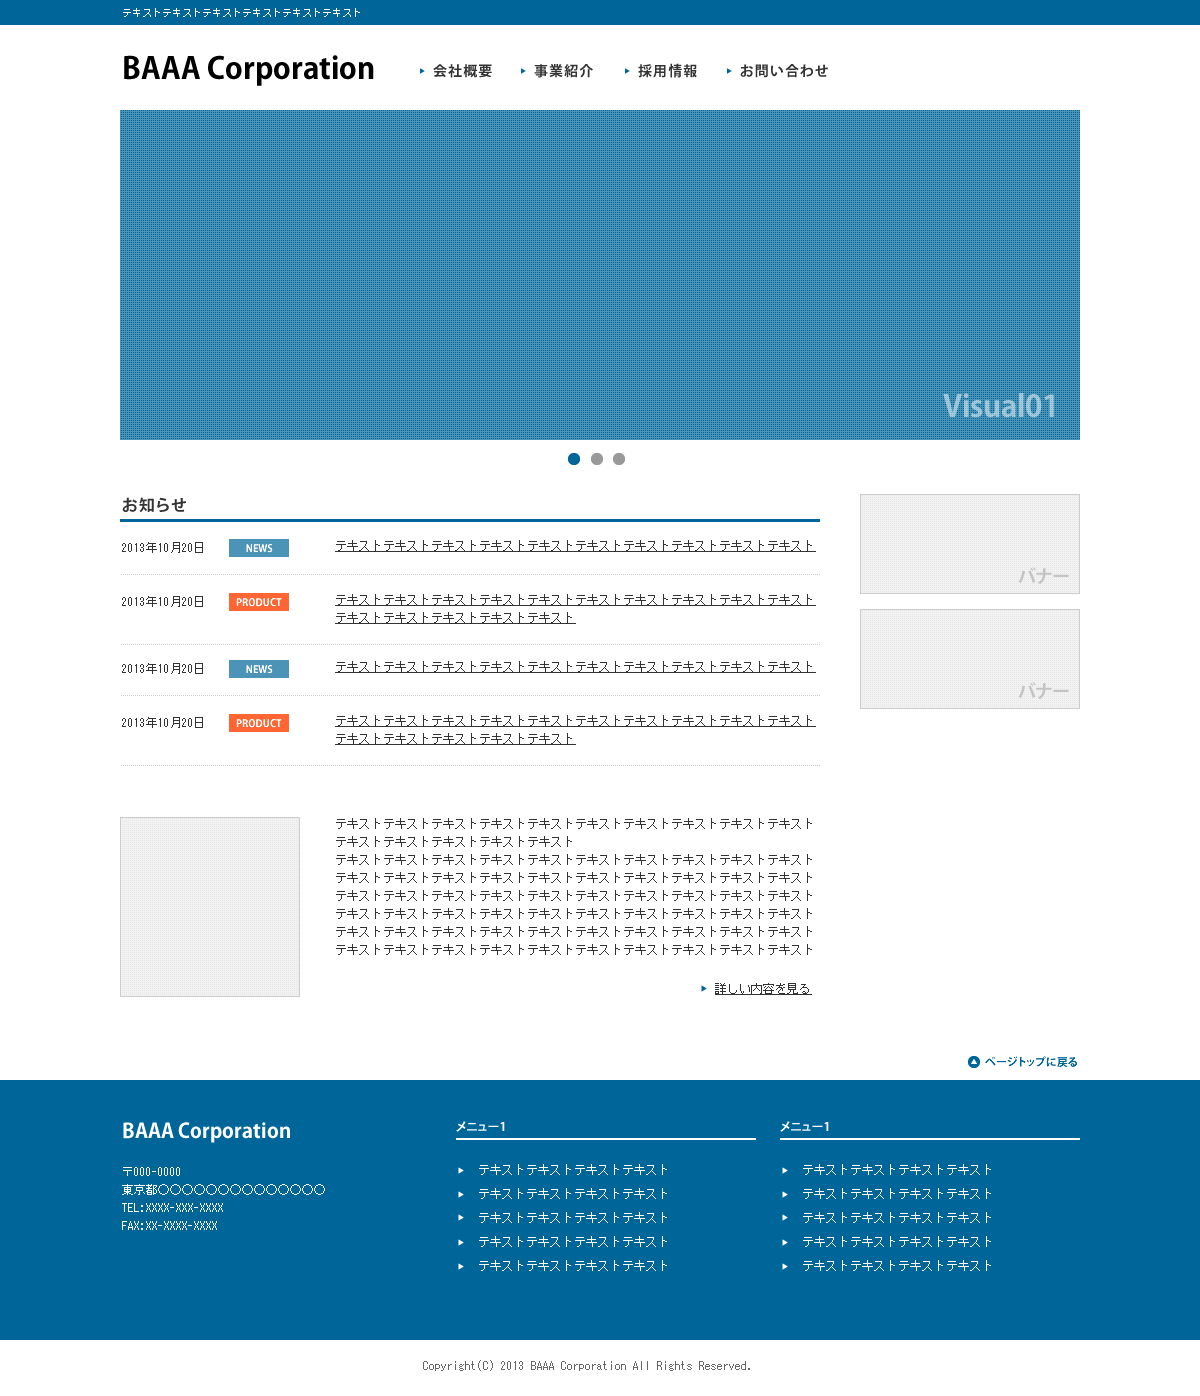 テキストテキストテキストテキストテキストテキスト
BAAA Corporation
会社概要
事業紹介
採用情報
お問い合わせ
Visual01
お知らせ
2013年10月20日 NEWS テキストテキストテキストテキストテキストテキストテキストテキストテキストテキスト
2013年10月20日 PRODUCT テキストテキストテキストテキストテキストテキストテキストテキストテキストテキスト
テキストテキストテキストテキストテキスト
2013年10月20日 NEWS テキストテキストテキストテキストテキストテキストテキストテキストテキストテキスト
2013年10月20日 PRODUCT テキストテキストテキストテキストテキストテキストテキストテキストテキストテキスト
テキストテキストテキストテキストテキスト
バナー
バナー
テキストテキストテキストテキストテキストテキストテキストテキストテキストテキスト
テキストテキストテキストテキストテキスト
テキストテキストテキストテキストテキストテキストテキストテキストテキストテキスト
テキストテキストテキストテキストテキストテキストテキストテキストテキストテキスト
テキストテキストテキストテキストテキストテキストテキストテキストテキストテキスト
テキストテキストテキストテキストテキストテキストテキストテキストテキストテキスト
テキストテキストテキストテキストテキストテキストテキストテキストテキストテキスト
テキストテキストテキストテキストテキストテキストテキストテキストテキストテキスト
詳しい内容を見る
ページトップに戻る
BAAA Corporation
〒000-0000
東京都〇〇〇〇〇〇〇〇〇〇〇〇〇〇
TEL:XXXX-XXX-XXXX
FAX:XX-XXXX-XXXX
メニュー1
テキストテキストテキストテキスト
テキストテキストテキストテキスト
テキストテキストテキストテキスト
テキストテキストテキストテキスト
テキストテキストテキストテキスト
メニュー1
テキストテキストテキストテキスト
テキストテキストテキストテキスト
テキストテキストテキストテキスト
テキストテキストテキストテキスト
テキストテキストテキストテキスト
Copyright(C) 2013 BAAA Corporation All Rights Reserved.